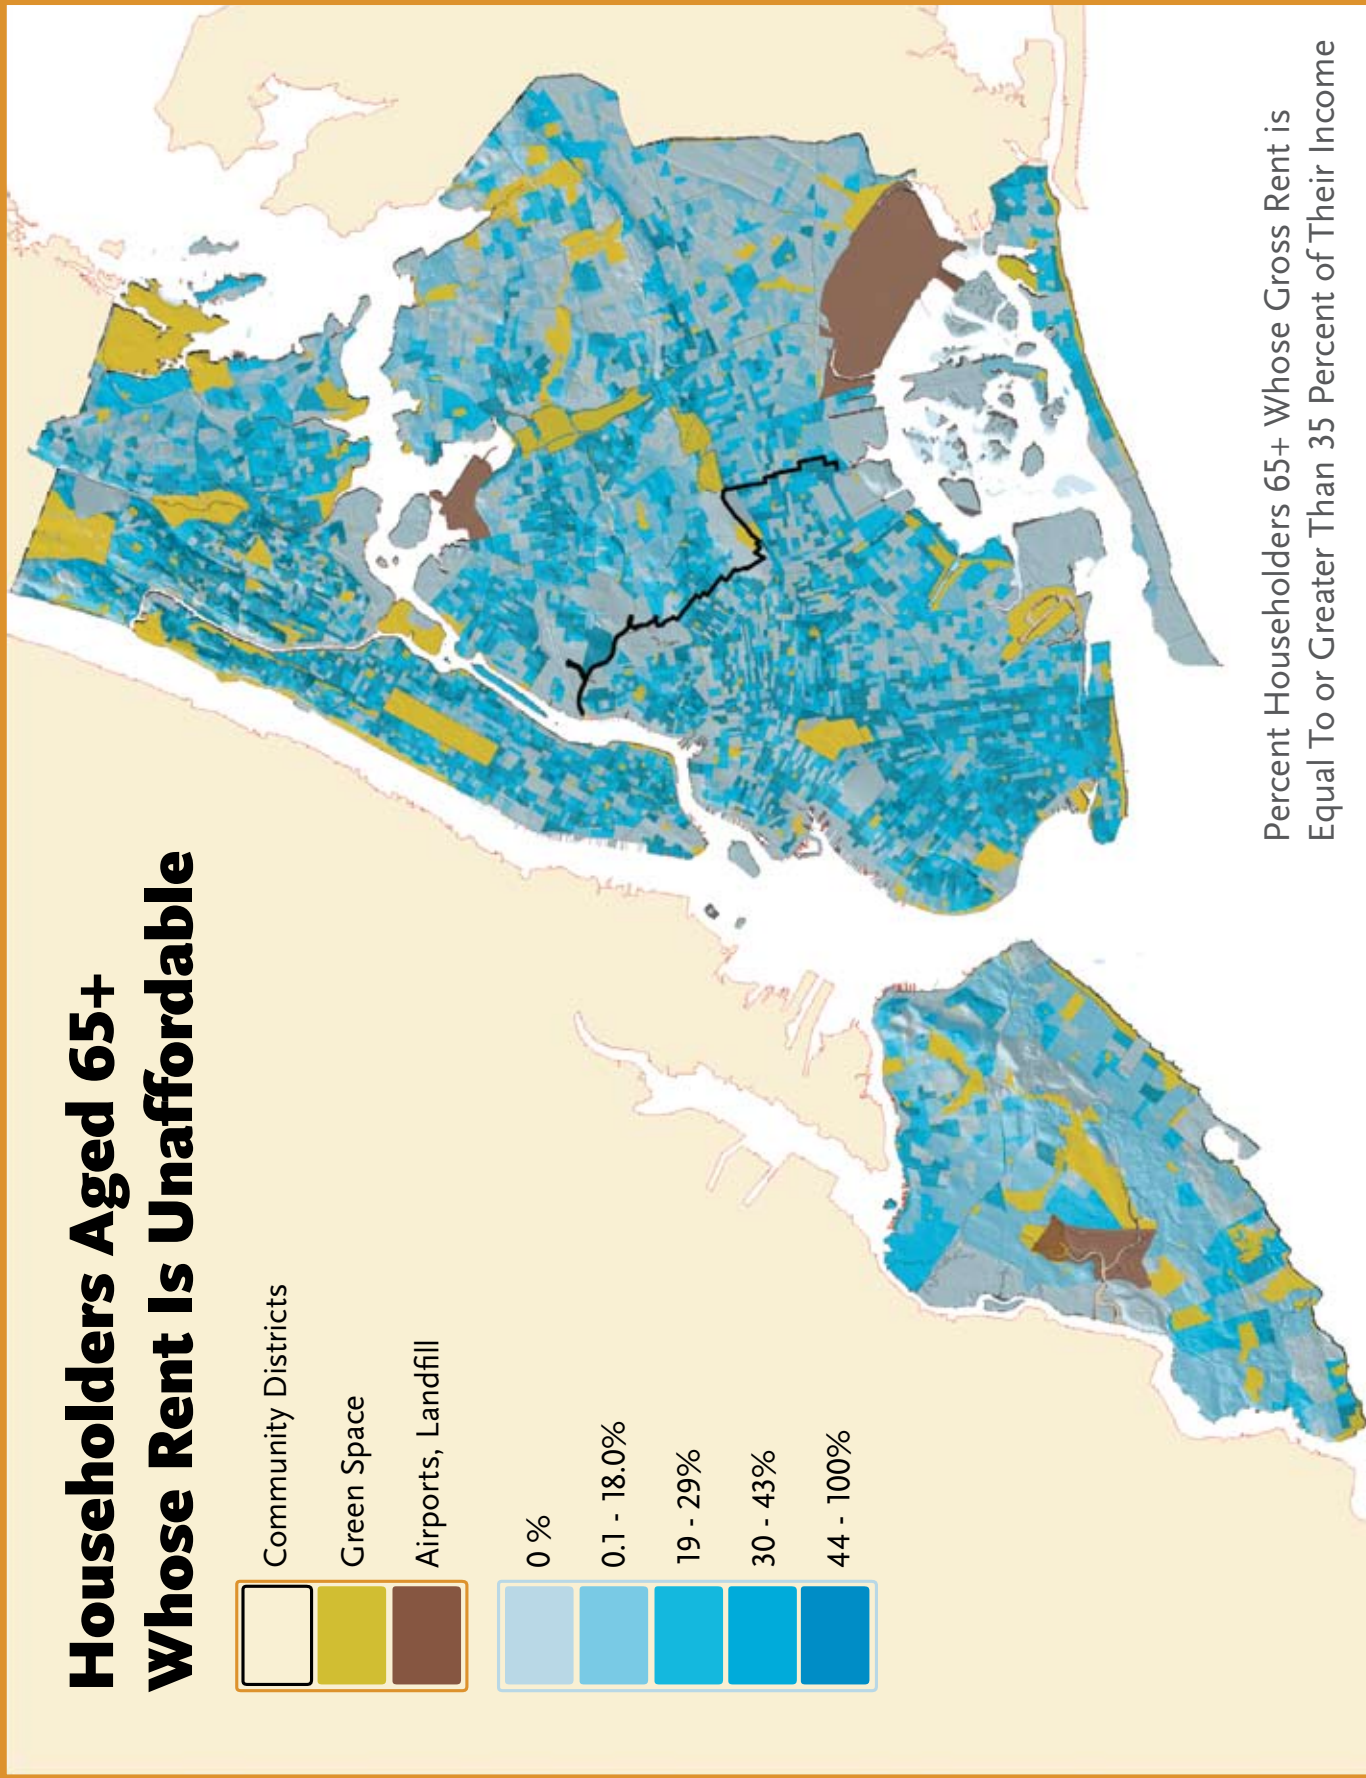 Householders Aged 65+
Whose Rent Is Unaffordable
Community Districts
Green Space
Airports, Landfill
0 %
0.1 - 18.0%
19 - 29%
30 - 43%
44 - 100%
Percent Householders 65+ Whose Gross Rent is
Equal To or Greater Than 35 Percent of Their Income